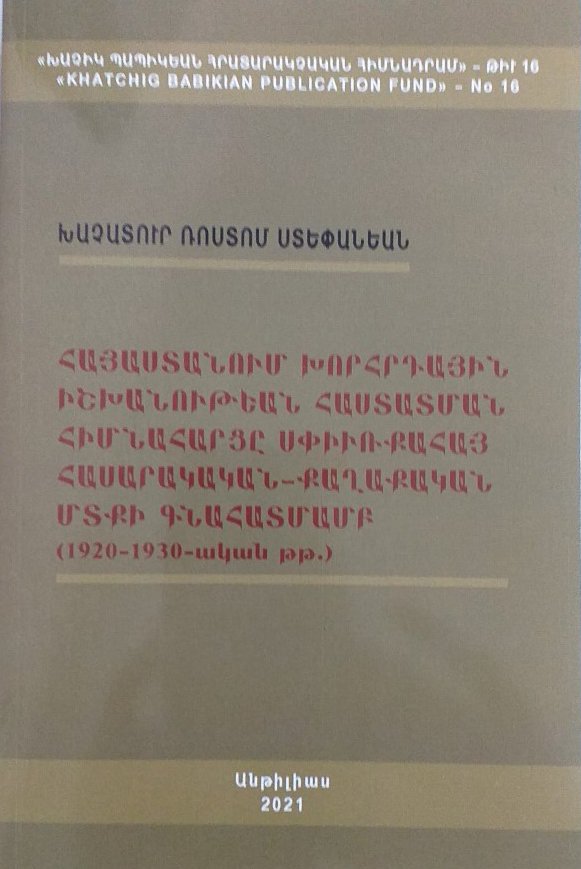 «ԽԱՉԻԿ ՊԱՊԻԿԵԱՆ ՀՐԱՏԱՐԱԿՉԱԿԱՆ ՀԻՄՆԱԴՐԱՄ» – ԹԻՒ 16
«KHATCHIG BABIKIAN PUBLICATION FUND» – No 16
ԽԱՉԱՏՈՒՐ ՌՈՍՏՈՄ ՍՏԵՓԱՆԵԱՆ
ՀԱՅԱՍՏԱՆՈՒՄ ԽՈՐՀՐԴԱՅԻՆ
ԻՇԽԱՆՈՒԹԵԱՆ ՀԱՍՏԱՏՄԱՆ
ՀԻՄՆԱՀԱՐՑԸ ՍՓԻՒՌՔԱՀԱՅ
ՀԱՍԱՐԱԿԱԿԱՆ-ՔԱՂԱՔԱԿԱՆ
ՄՏՔԻ ԳՆԱՀԱՏՄԱՄԲ
(1920-1930-ական թթ.)
Անթիլիաս
2021